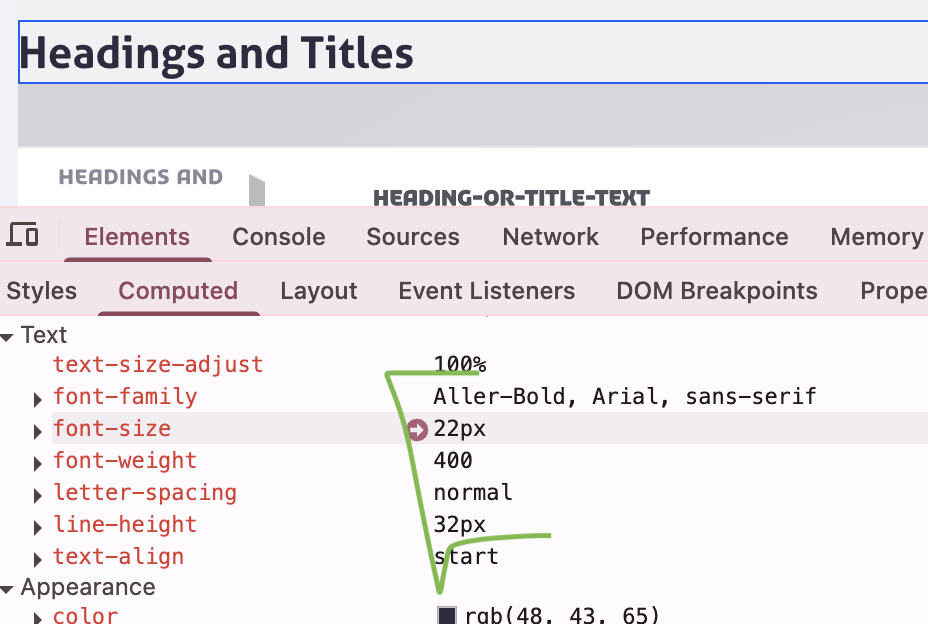 Headings and Titles
HEADINGS AND
HEADING-OR-TITLE-TEXT
Elements Console Sources Network Performance Memory
Styles Computed Layout Event Listeners DOM Breakpoints Prope
Text
text-size-adjust 100%
font-family Aller-Bold, Arial, sans-serif
font-size 22px
font-weight 400
letter-spacing normal
line-height 32px
text-align start
Appearance
color rgb(48, 43, 65)